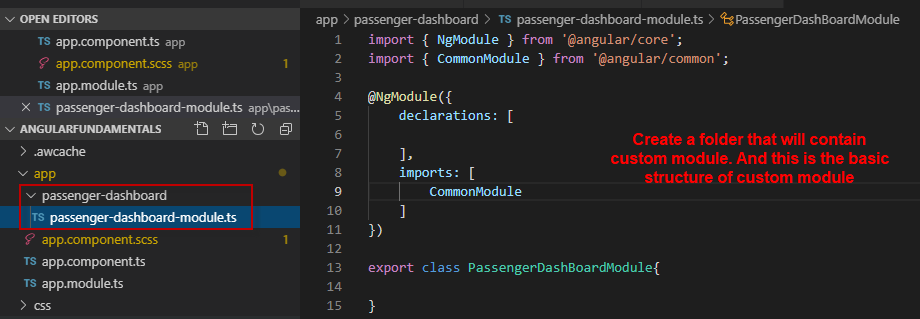 OPEN EDITORS
TS app.component.ts app
app.component.scss app 1
TS app.module.ts app
TS passenger-dashboard-module.ts app\pas...
ANGULARFUNDAMENTALS
.awcache
app
passenger-dashboard
TS passenger-dashboard-module.ts
app.component.scss 1
TS app.component.ts
TS app.module.ts
css
app > passenger-dashboard > TS passenger-dashboard-module.ts > PassengerDashBoardModule
1 import { NgModule } from '@angular/core';
2 import { CommonModule } from '@angular/common';
3
4 @NgModule({
5 declarations: [
6
7 ],
8 imports: [
9 CommonModule
10 ]
11 })
12
13 export class PassengerDashBoardModule{
14
15 }
Create a folder that will contain
custom module. And this is the basic
structure of custom module